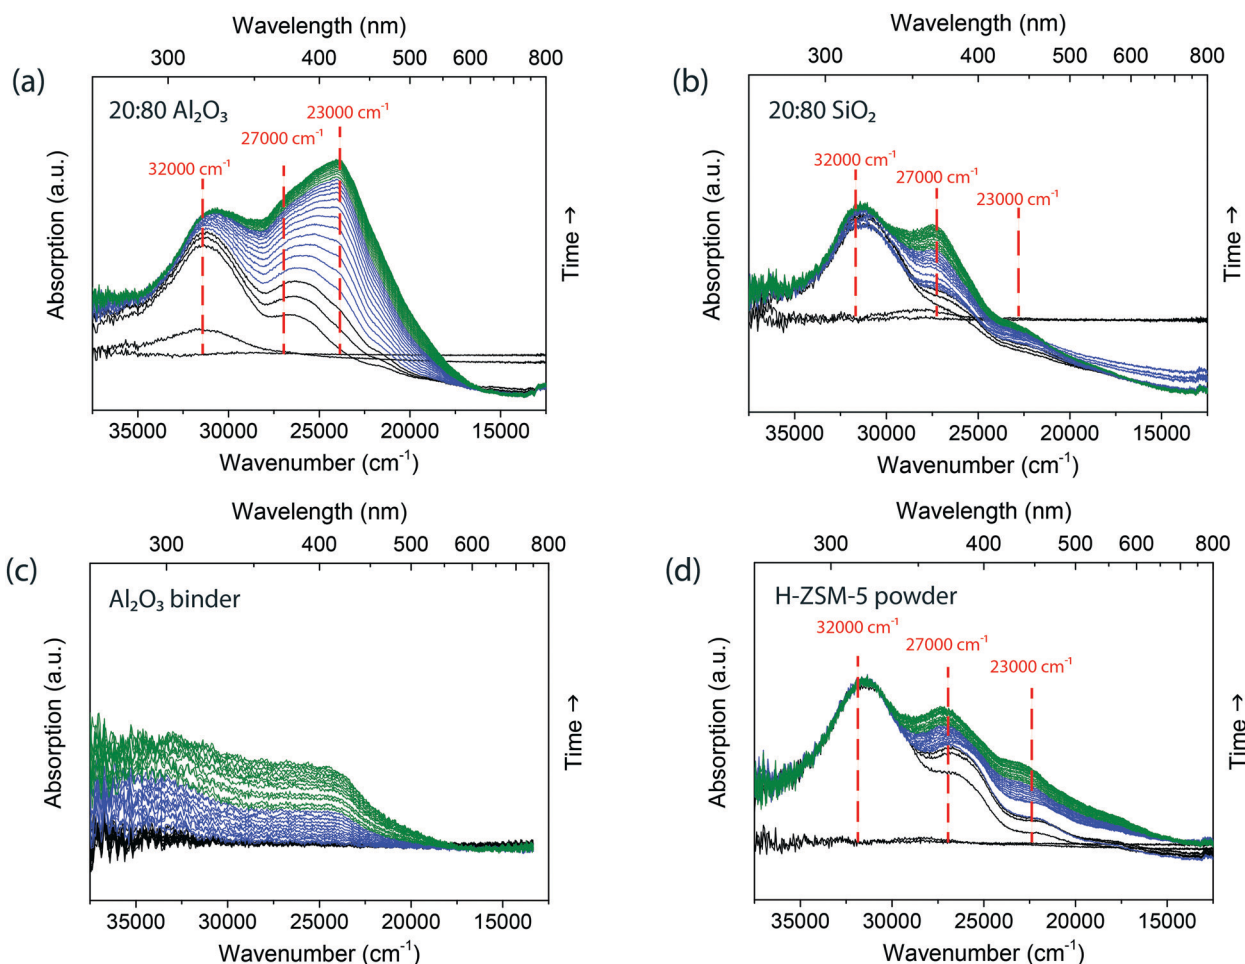 Wavelength (nm)
300 400 500 600 800
(a)
20:80 Al₂O₃
32000 cm⁻¹
27000 cm⁻¹
23000 cm⁻¹
Absorption (a.u.)
Time →
35000 30000 25000 20000 15000
Wavenumber (cm⁻¹)
Wavelength (nm)
300 400 500 600 800
(b)
20:80 SiO₂
32000 cm⁻¹
27000 cm⁻¹
23000 cm⁻¹
Absorption (a.u.)
Time →
35000 30000 25000 20000 15000
Wavenumber (cm⁻¹)
Wavelength (nm)
300 400 500 600 800
(c)
Al₂O₃ binder
Absorption (a.u.)
Time →
35000 30000 25000 20000 15000
Wavenumber (cm⁻¹)
Wavelength (nm)
300 400 500 600 800
(d)
H-ZSM-5 powder
32000 cm⁻¹
27000 cm⁻¹
23000 cm⁻¹
Absorption (a.u.)
Time →
35000 30000 25000 20000 15000
Wavenumber (cm⁻¹)